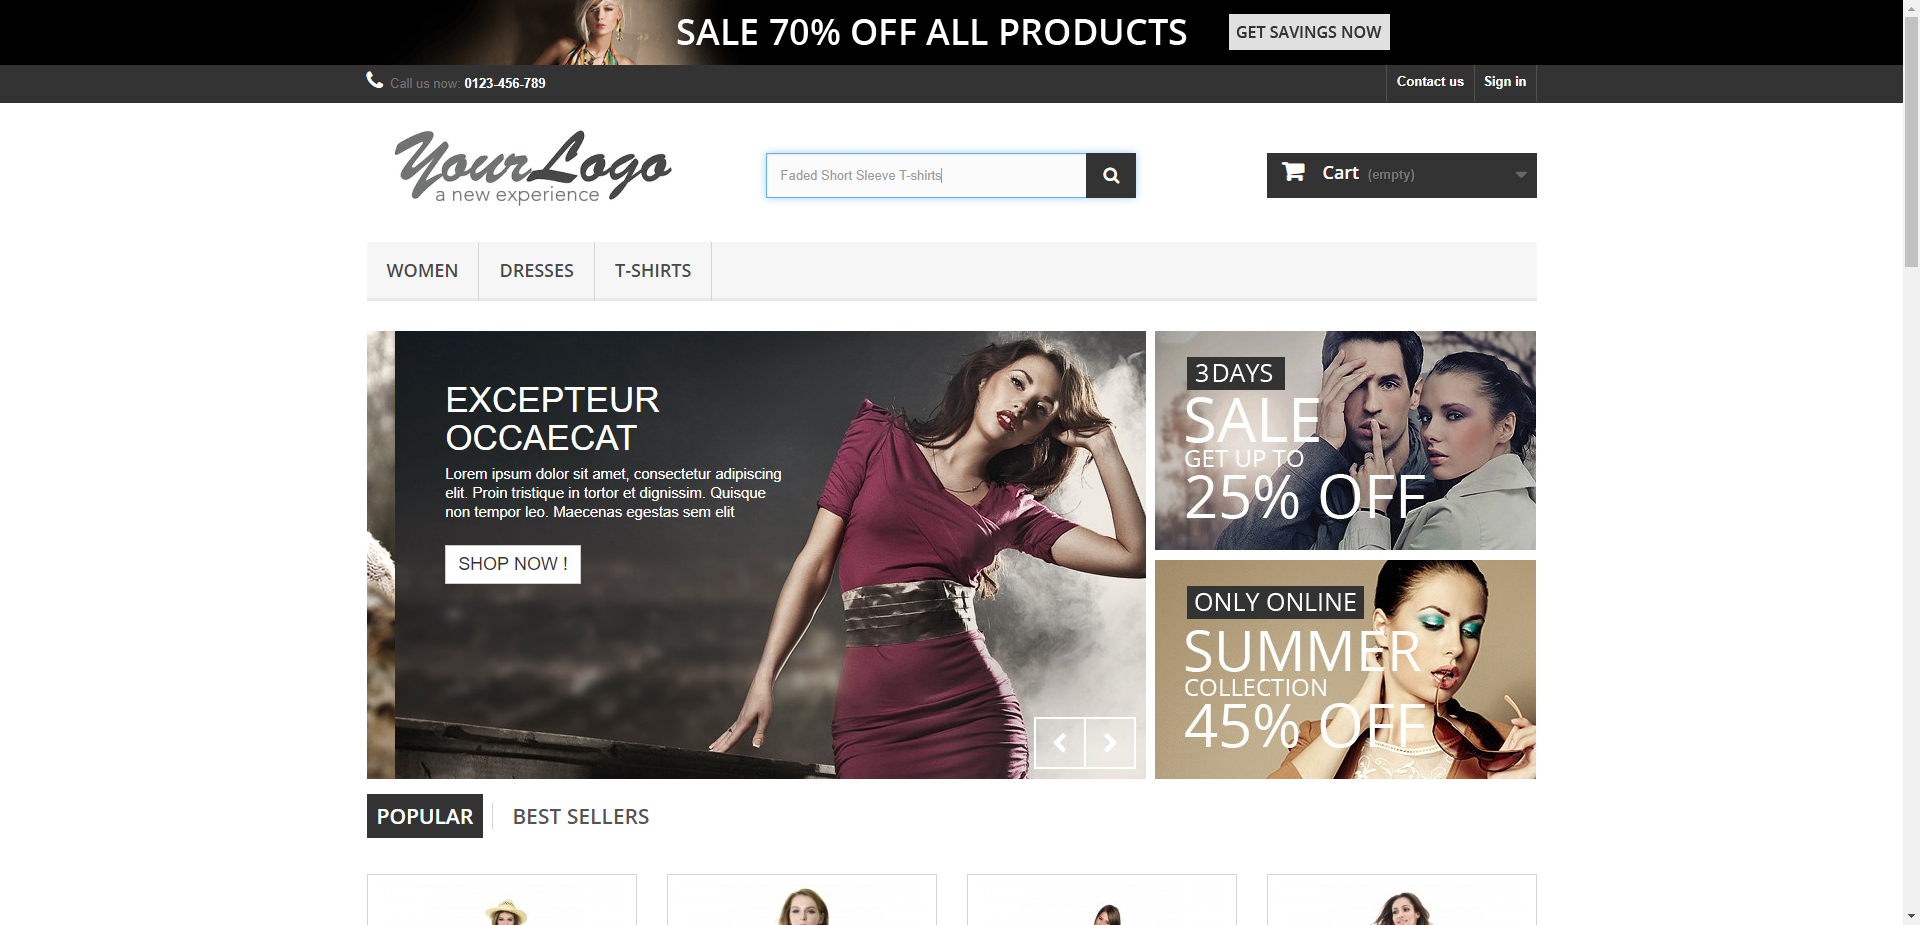 SALE 70% OFF ALL PRODUCTS
GET SAVINGS NOW
Call us now: 0123-456-789
Contact us
Sign in
YourLogo
a new experience
Faded Short Sleeve T-shirts
Cart (empty)
WOMEN
DRESSES
T-SHIRTS
EXCEPTEUR
OCCAECAT
Lorem ipsum dolor sit amet, consectetur adipiscing
elit. Proin tristique in tortor et dignissim. Quisque
non tempor leo. Maecenas egestas sem elit
SHOP NOW !
3 DAYS
SALE
GET UP TO
25% OFF
ONLY ONLINE
SUMMER
COLLECTION
45% OFF
POPULAR
BEST SELLERS